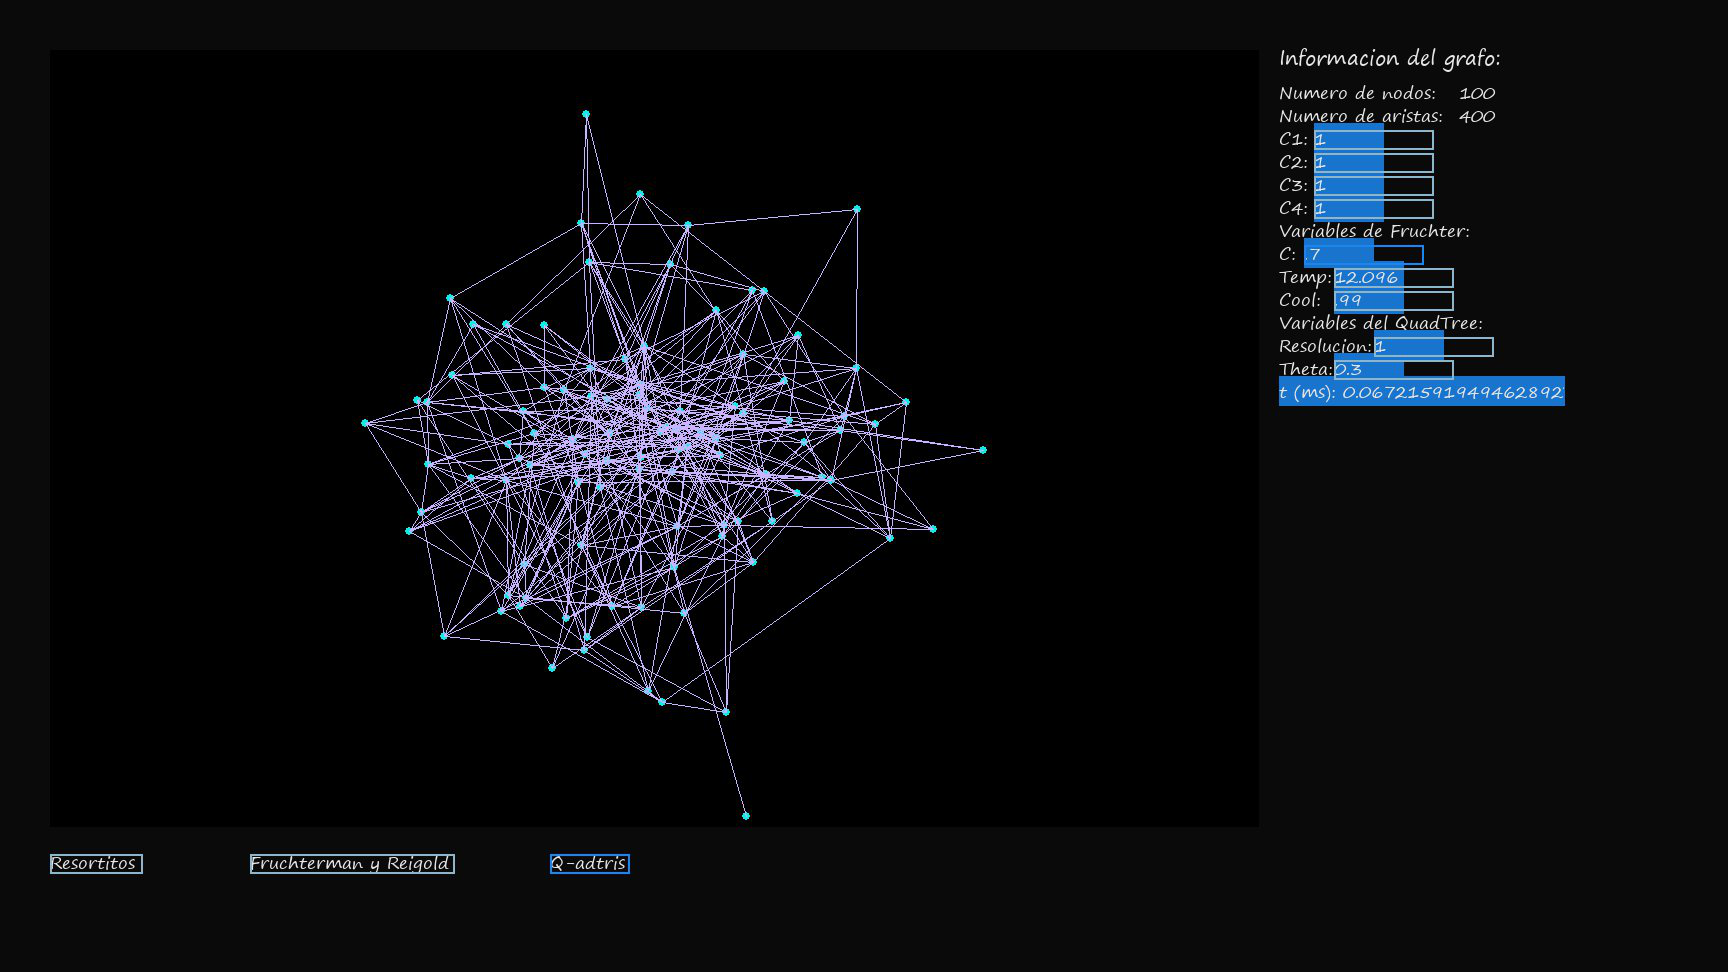 Informacion del grafo:
Numero de nodos: 100
Numero de aristas: 400
C1: 1
C2: 1
C3: 1
C4: 1
Variables de Fruchter:
C: .7
Temp: 12.096
Cool: .99
Variables del QuadTree:
Resolucion: 1
Theta: 0.3
t (ms): 0.0672159194946289
Resortitos
Fruchterman y Reigold
Q-adtris